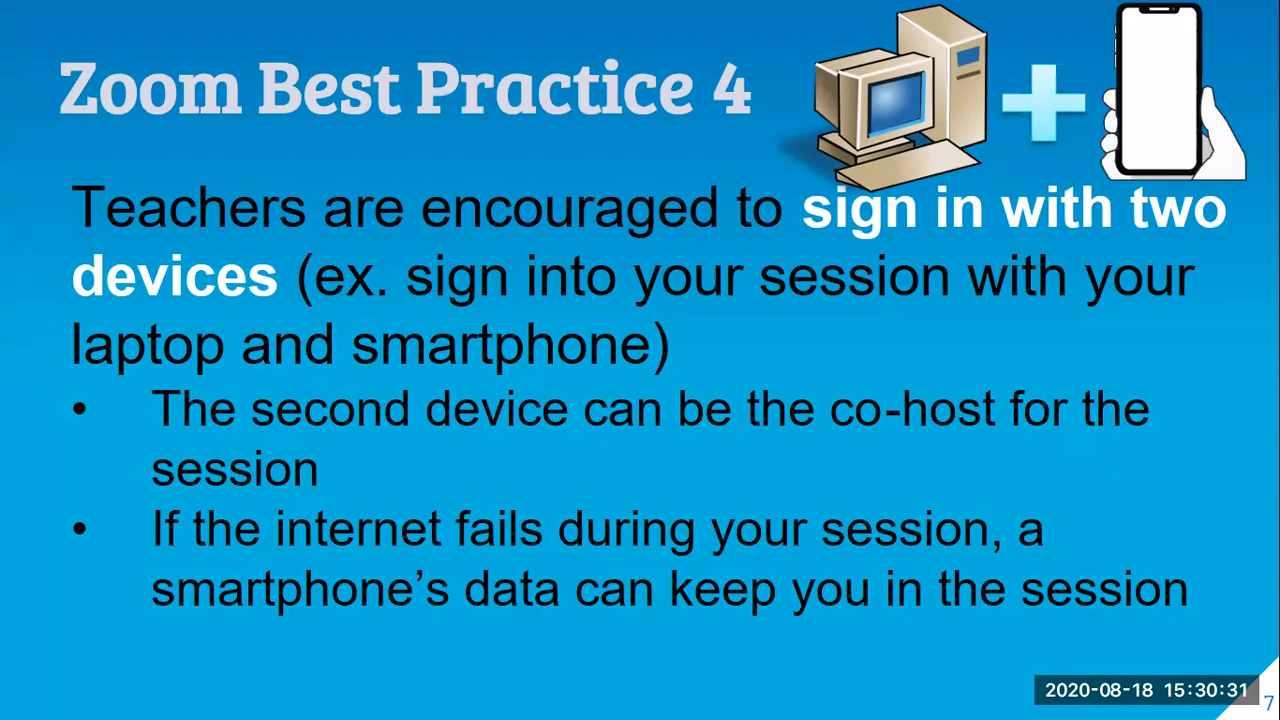 Zoom Best Practice 4
Teachers are encouraged to sign in with two
devices (ex. sign into your session with your
laptop and smartphone)
• The second device can be the co-host for the
session
• If the internet fails during your session, a
smartphone’s data can keep you in the session
2020-08-18 15:30:31
7